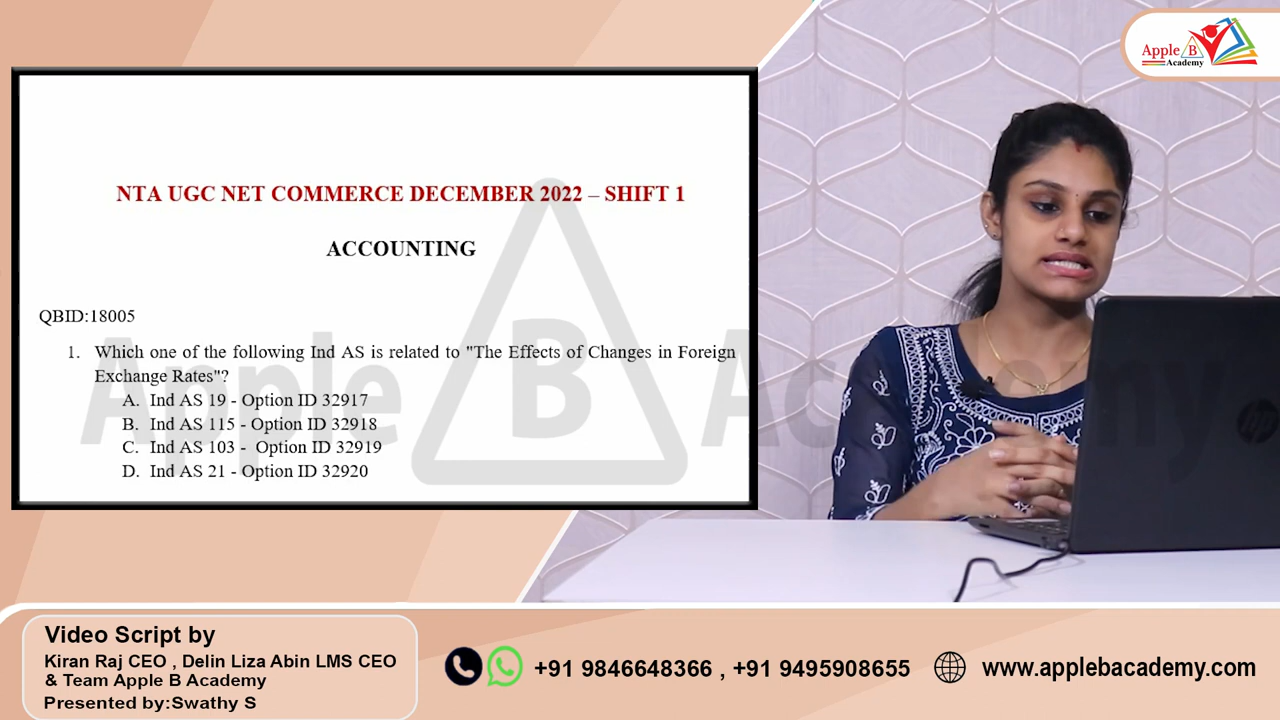 Apple B
Academy
NTA UGC NET COMMERCE DECEMBER 2022 – SHIFT 1
ACCOUNTING
QBID:18005
1. Which one of the following Ind AS is related to "The Effects of Changes in Foreign
Exchange Rates"?
A. Ind AS 19 - Option ID 32917
B. Ind AS 115 - Option ID 32918
C. Ind AS 103 - Option ID 32919
D. Ind AS 21 - Option ID 32920
Apple B Academy
hp
Video Script by
Kiran Raj CEO , Delin Liza Abin LMS CEO
& Team Apple B Academy
Presented by:Swathy S
+91 9846648366 , +91 9495908655
www.applebacademy.com